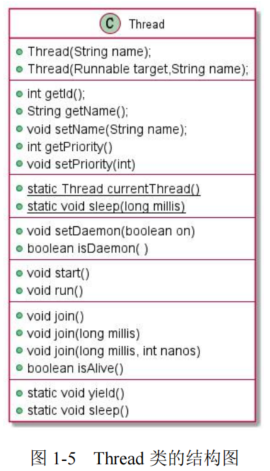 C Thread
Thread(String name);
Thread(Runnable target,String name);
int getId();
String getName();
void setName(String name);
int getPriority()
void setPriority(int)
static Thread currentThread()
static void sleep(long millis)
void setDaemon(boolean on)
boolean isDaemon( )
void start()
void run()
void join()
void join(long millis)
void join(long millis, int nanos)
boolean isAlive()
static void yield()
static void sleep()
图 1-5 Thread 类的结构图